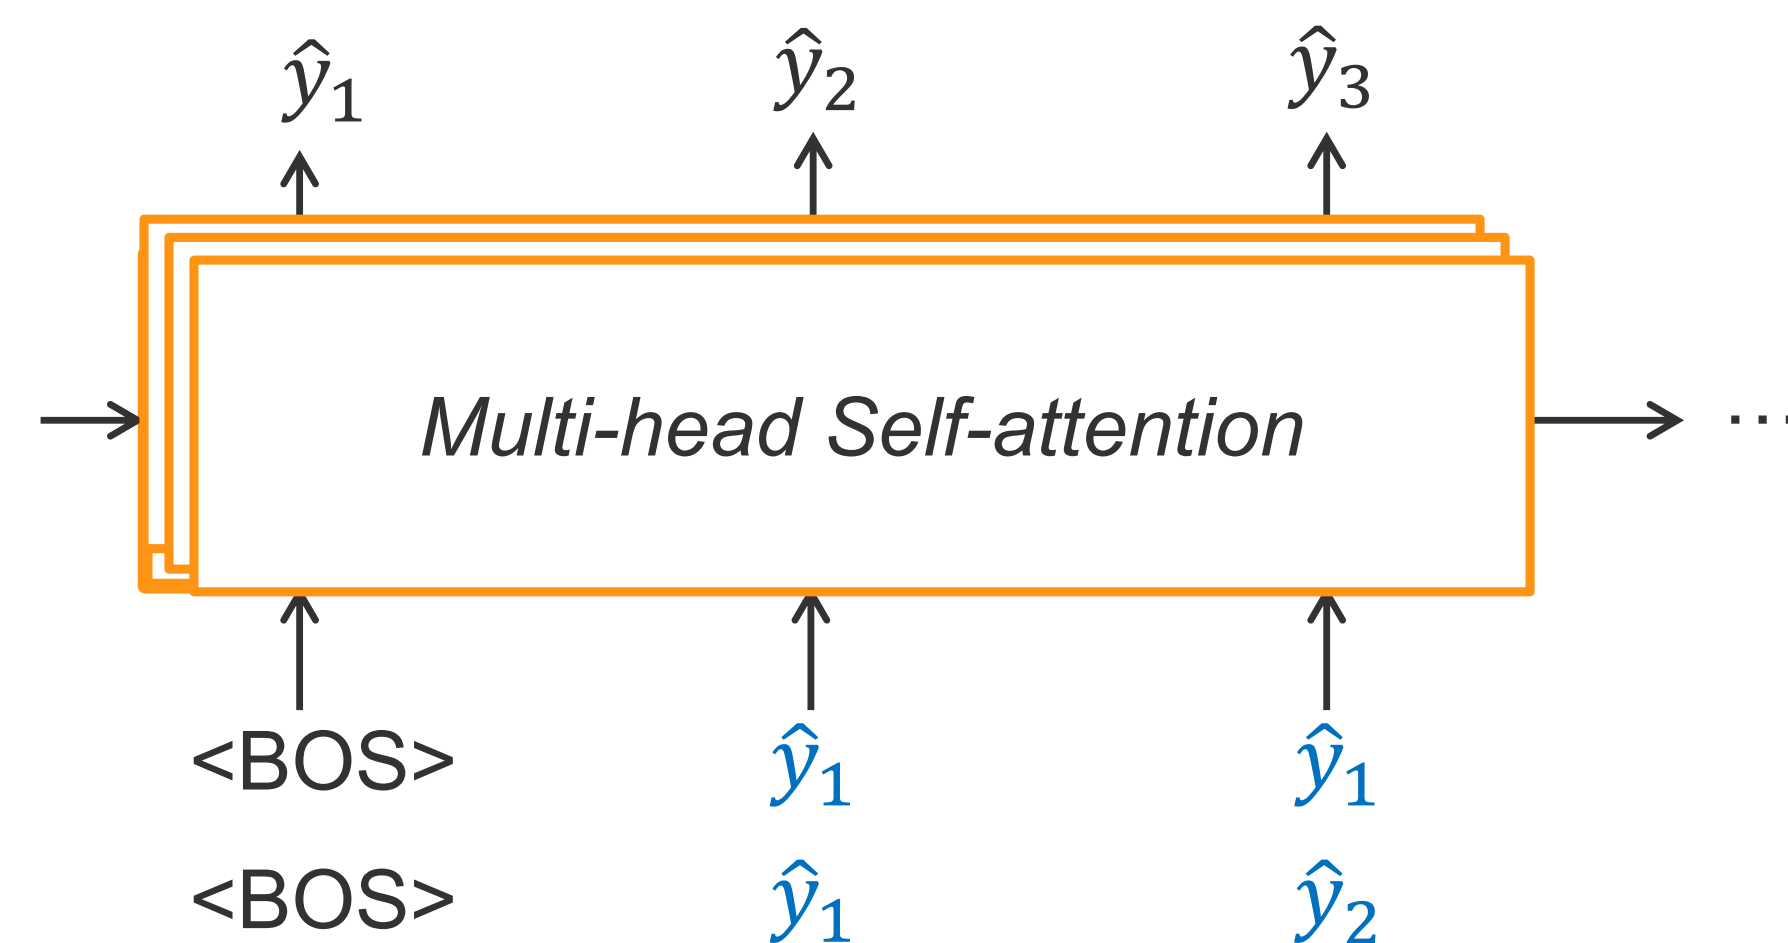 ŷ₁ ŷ₂ ŷ₃
Multi-head Self-attention
...
<BOS> ŷ₁ ŷ₁
<BOS> ŷ₁ ŷ₂